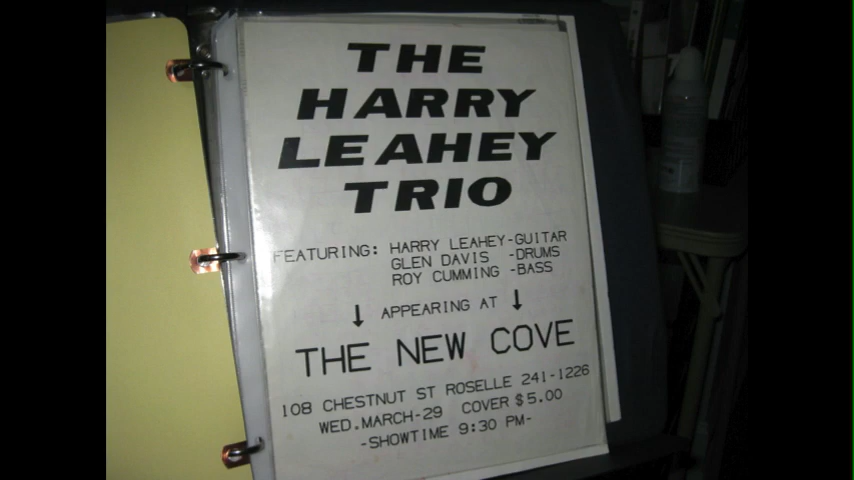 THE
HARRY
LEAHEY
TRIO
FEATURING: HARRY LEAHEY-GUITAR
GLEN DAVIS -DRUMS
ROY CUMMING -BASS
↓ APPEARING AT ↓
THE NEW COVE
108 CHESTNUT ST ROSELLE 241-1226
WED.MARCH-29 COVER $5.00
-SHOWTIME 9:30 PM-